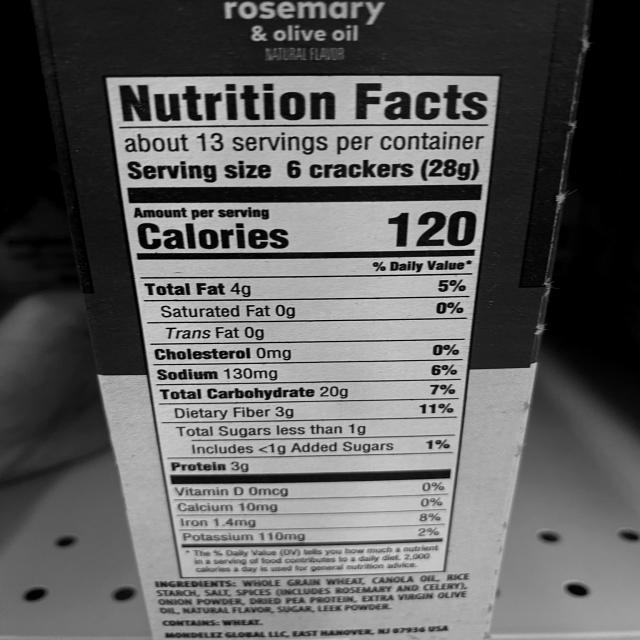 rosemary
& olive oil
NATURAL FLAVOR
Nutrition Facts
about 13 servings per container
Serving size 6 crackers (28g)
Amount per serving
Calories 120
% Daily Value*
Total Fat 4g 5%
Saturated Fat 0g 0%
Trans Fat 0g
Cholesterol 0mg 0%
Sodium 130mg 6%
Total Carbohydrate 20g 7%
Dietary Fiber 3g 11%
Total Sugars less than 1g
Includes <1g Added Sugars 1%
Protein 3g
Vitamin D 0mcg 0%
Calcium 10mg 0%
Iron 1.4mg 8%
Potassium 110mg 2%
* The % Daily Value (DV) tells you how much a nutrient
in a serving of food contributes to a daily diet. 2,000
calories a day is used for general nutrition advice.
INGREDIENTS: WHOLE GRAIN WHEAT, CANOLA OIL, RICE
STARCH, SALT, SPICES (INCLUDES ROSEMARY AND CELERY),
ONION POWDER, DRIED PEA PROTEIN, EXTRA VIRGIN OLIVE
OIL, NATURAL FLAVOR, SUGAR, LEEK POWDER.
CONTAINS: WHEAT.
MONDELEZ GLOBAL LLC, EAST HANOVER, NJ 07936 USA